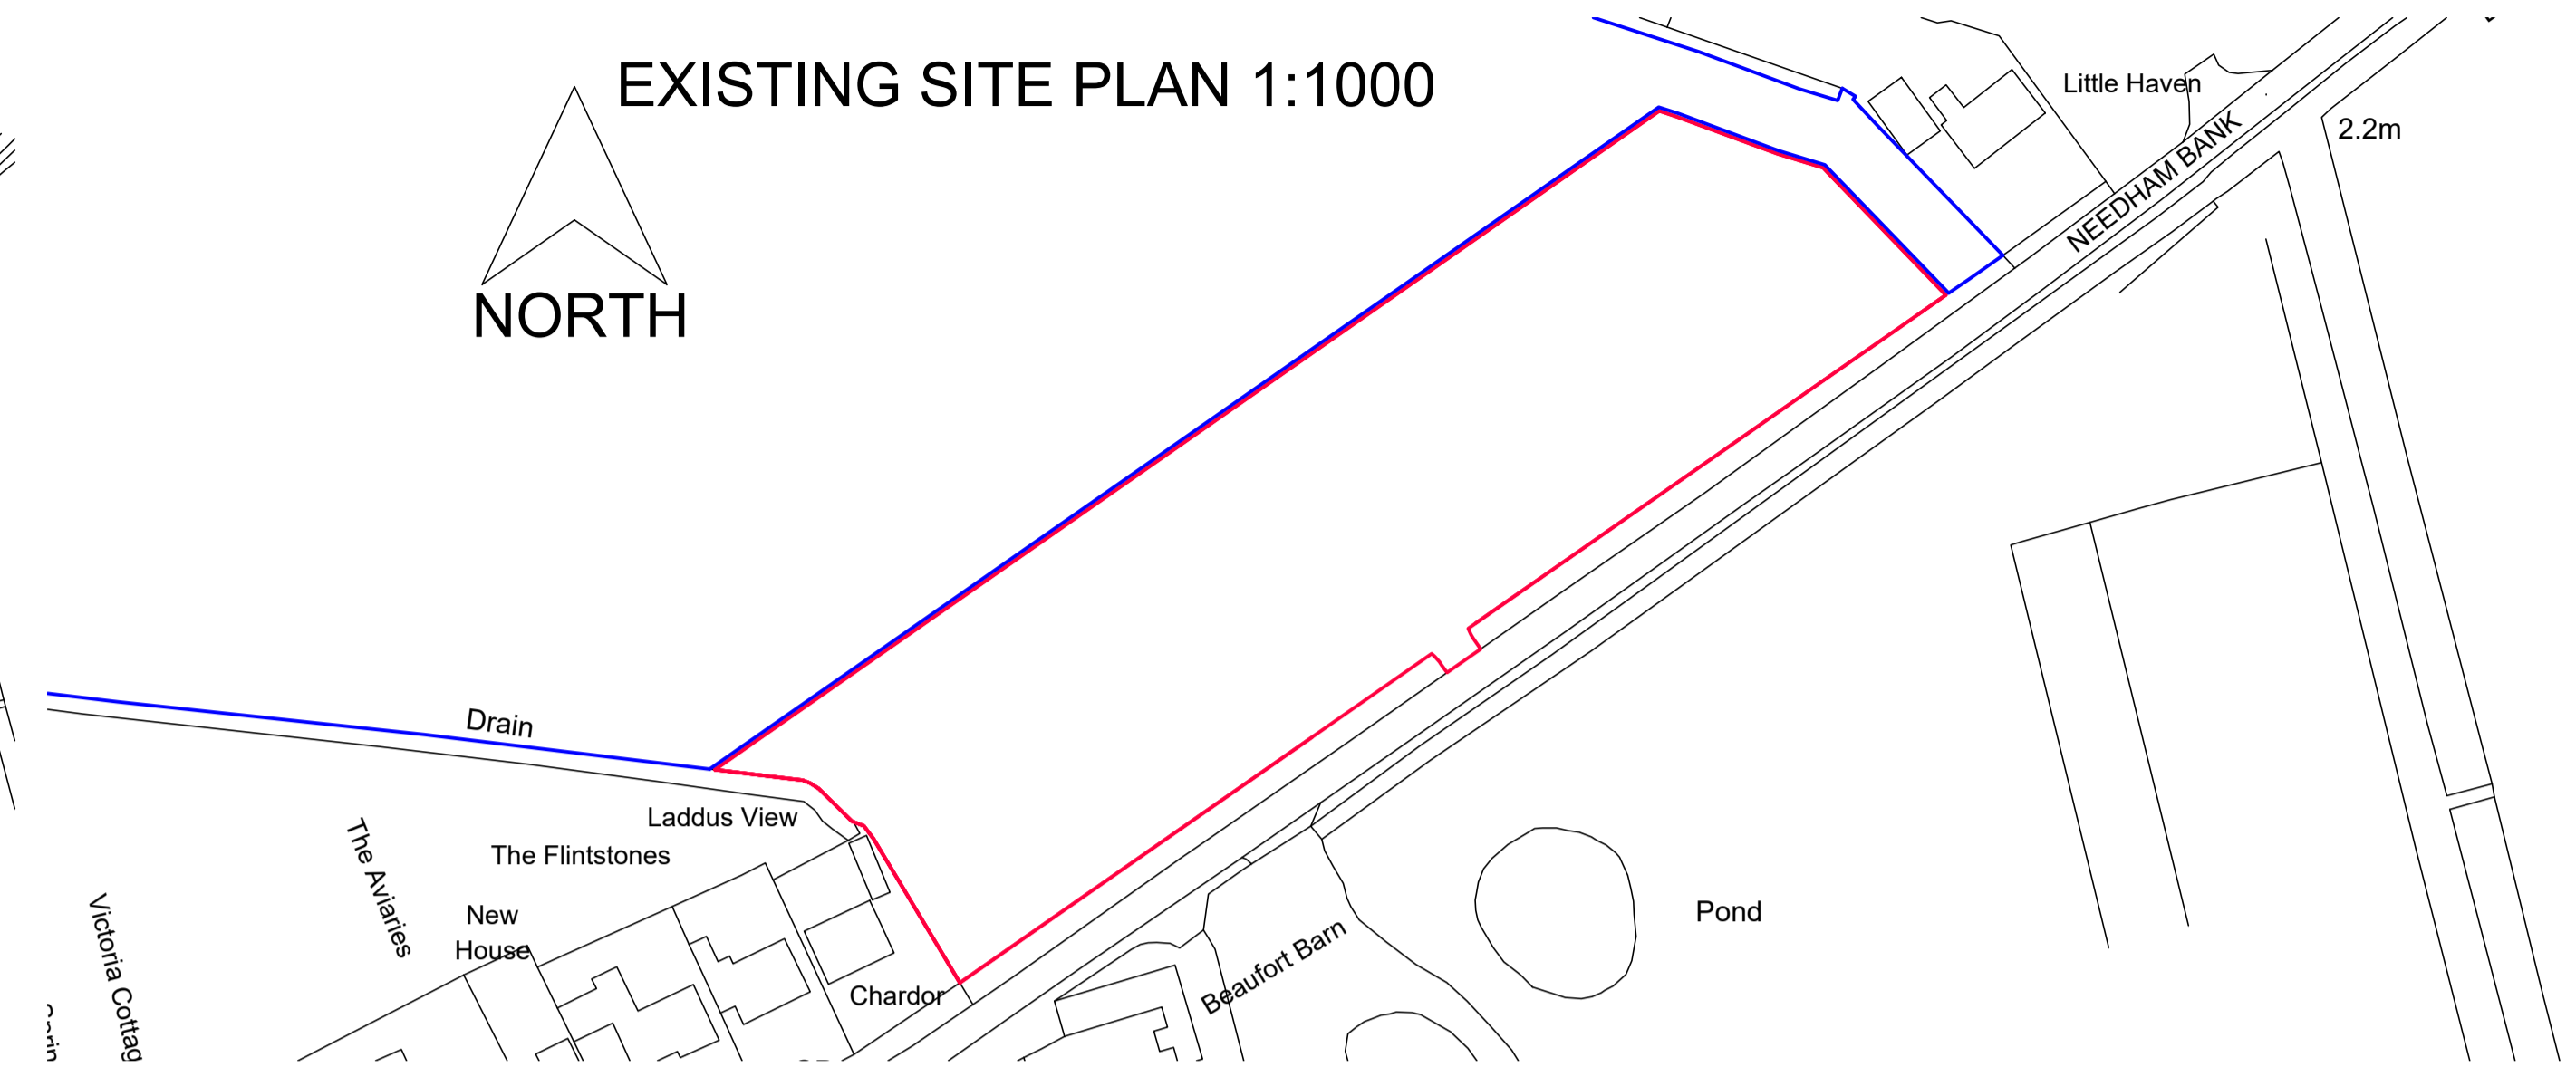 EXISTING SITE PLAN 1:1000
NORTH
Little Haven
2.2m
NEEDHAM BANK
Drain
Laddus View
The Flintstones
The Aviaries
New
House
Victoria Cottag
Chardor
Beaufort Barn
Pond